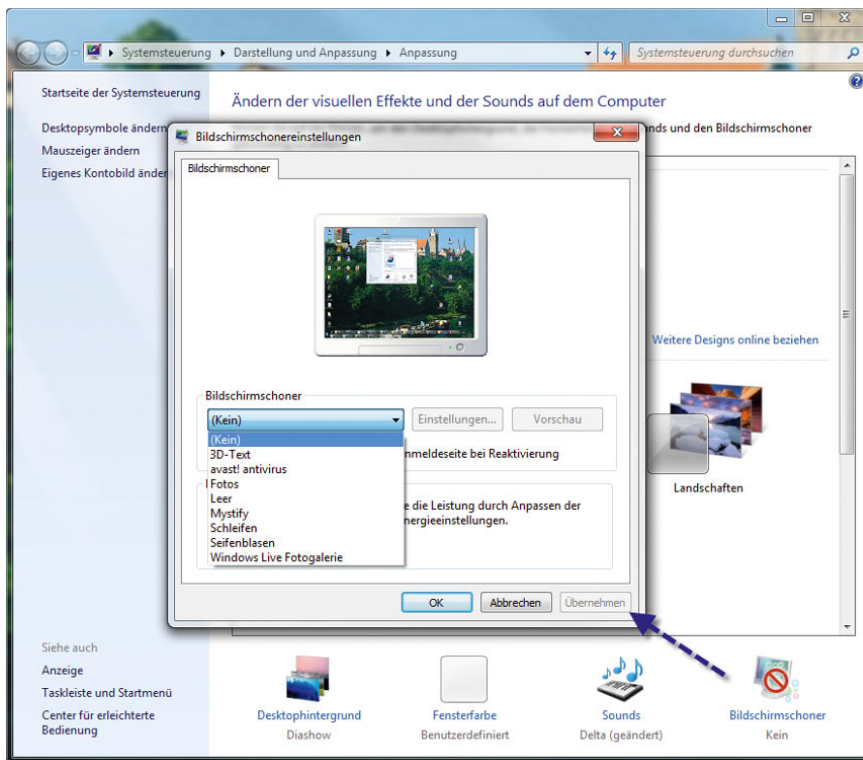 Systemsteuerung ▸ Darstellung und Anpassung ▸ Anpassung
Systemsteuerung durchsuchen
Startseite der Systemsteuerung
Desktopsymbole ändern
Mauszeiger ändern
Eigenes Kontobild ändern
Ändern der visuellen Effekte und der Sounds auf dem Computer
und den Bildschirmschoner
Bildschirmschonereinstellungen
Bildschirmschoner
Bildschirmschoner
(Kein)
Einstellungen...
Vorschau
(Kein)
3D-Text
avast! antivirus
Fotos
Leer
Mystify
Schleifen
Seifenblasen
Windows Live Fotogalerie
bei Reaktivierung
die Leistung durch Anpassen der
OK
Abbrechen
Übernehmen
Weitere Designs online beziehen
Landschaften
Siehe auch
Anzeige
Taskleiste und Startmenü
Center für erleichterte
Bedienung
Desktophintergrund
Diashow
Fensterfarbe
Benutzerdefiniert
Sounds
Delta (geändert)
Bildschirmschoner
Kein